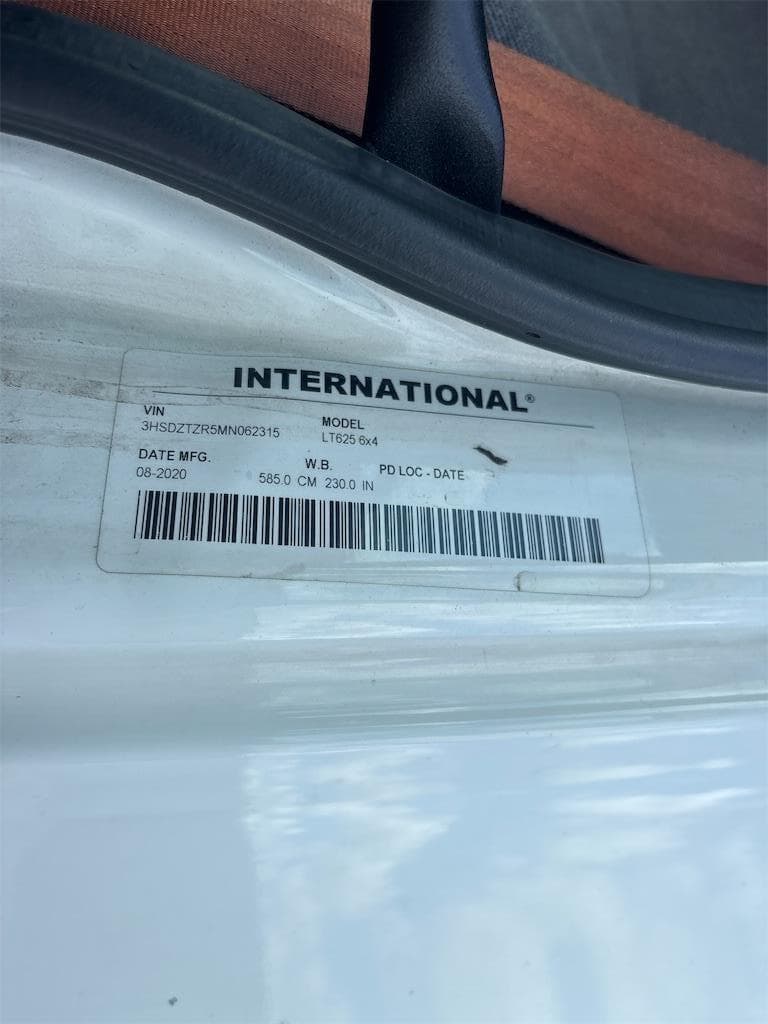 INTERNATIONAL®
VIN MODEL
3HSDZTZR5MN062315 LT625 6x4
DATE MFG. W.B. PD LOC - DATE
08-2020 585.0 CM 230.0 IN